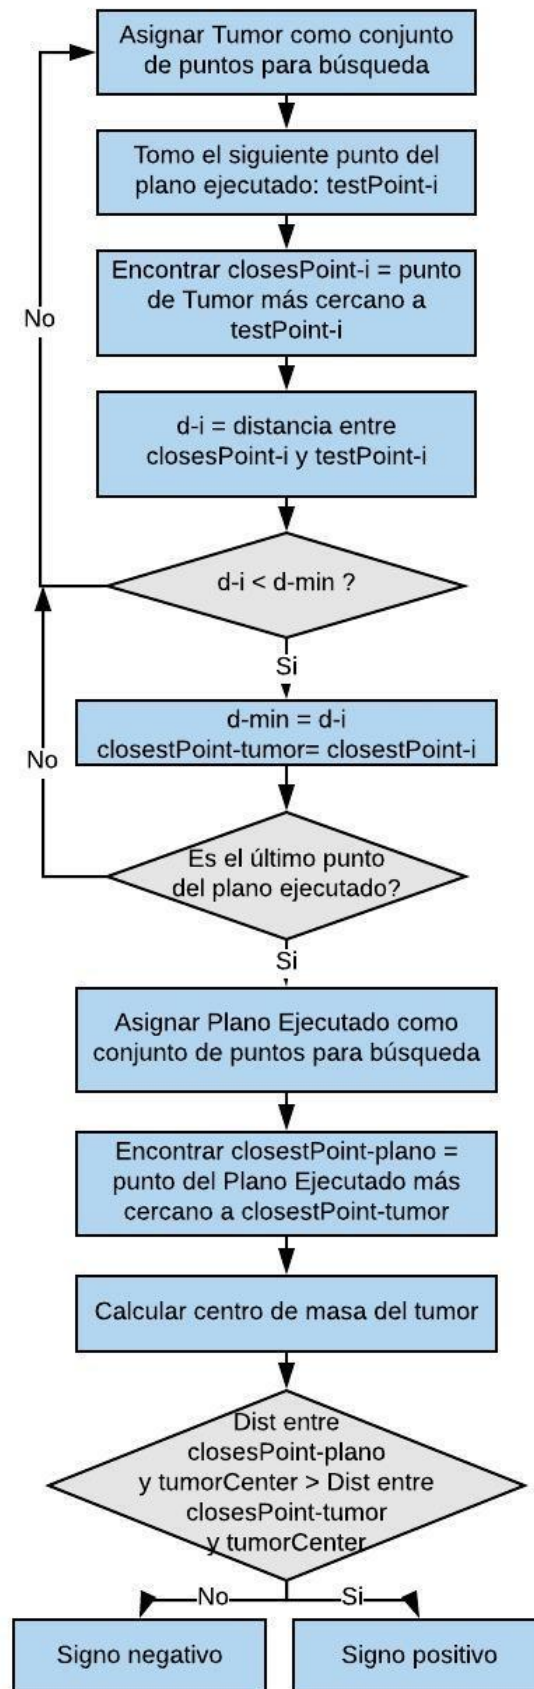 Asignar Tumor como conjunto
de puntos para búsqueda
Tomo el siguiente punto del
plano ejecutado: testPoint-i
Encontrar closesPoint-i = punto
de Tumor más cercano a
testPoint-i
No
d-i = distancia entre
closesPoint-i y testPoint-i
d-i < d-min ?
Si
d-min = d-i
closestPoint-tumor= closestPoint-i
No
Es el último punto
del plano ejecutado?
Si
Asignar Plano Ejecutado como
conjunto de puntos para búsqueda
Encontrar closestPoint-plano =
punto del Plano Ejecutado más
cercano a closestPoint-tumor
Calcular centro de masa del tumor
Dist entre
closesPoint-plano
y tumorCenter > Dist entre
closesPoint-tumor
y tumorCenter
No
Si
Signo negativo
Signo positivo